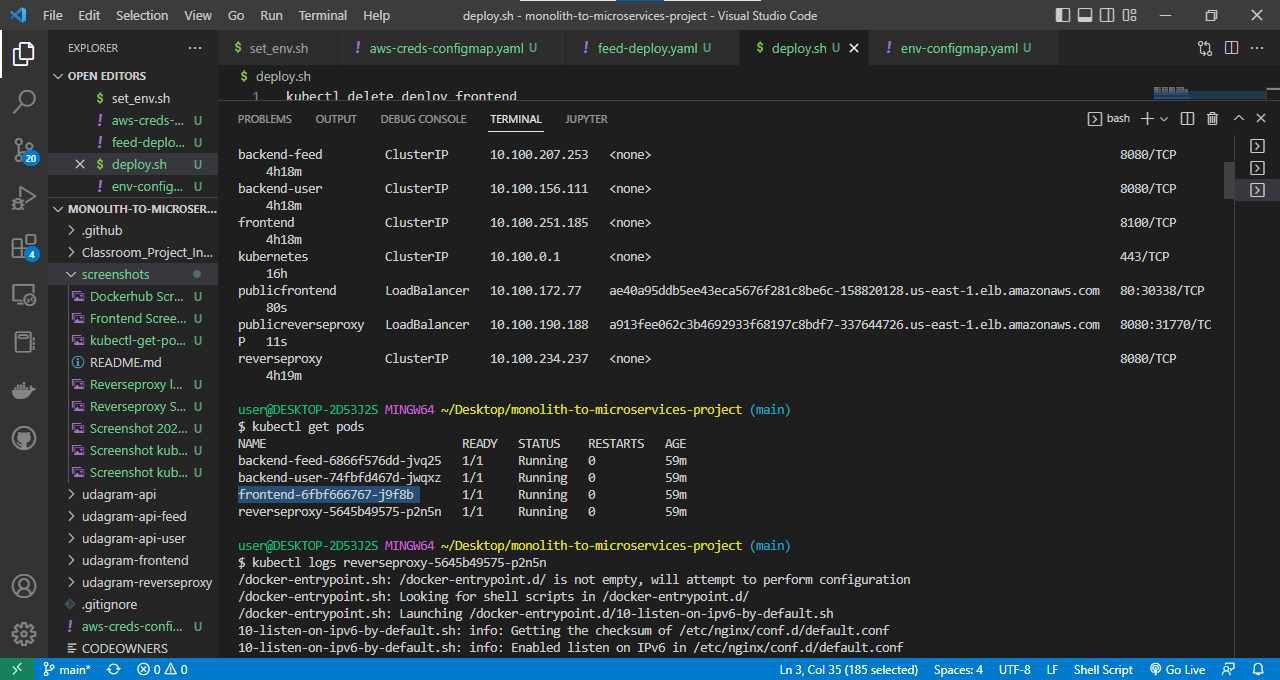 File Edit Selection View Go Run Terminal Help deploy.sh - monolith-to-microservices-project - Visual Studio Code
EXPLORER ...
OPEN EDITORS
$ set_env.sh
! aws-creds-... U
! feed-deplo... U
$ deploy.sh U
! env-config... U
MONOLITH-TO-MICROSER...
.github
Classroom_Project_In...
screenshots
Dockerhub Scr... U
Frontend Scree... U
kubectl-get-po... U
README.md
Reverseproxy l... U
Reverseproxy S... U
Screenshot 202... U
Screenshot kub... U
Screenshot kub... U
udagram-api
udagram-api-feed
udagram-api-user
udagram-frontend
udagram-reverseproxy
.gitignore
! aws-creds-confi... U
CODEOWNERS
20
4
$ set_env.sh ! aws-creds-configmap.yaml U ! feed-deploy.yaml U $ deploy.sh U ! env-configmap.yaml U
$ deploy.sh
1 kubectl delete deploy frontend
PROBLEMS OUTPUT DEBUG CONSOLE TERMINAL JUPYTER bash
backend-feed ClusterIP 10.100.207.253 <none> 8080/TCP
4h18m
backend-user ClusterIP 10.100.156.111 <none> 8080/TCP
4h18m
frontend ClusterIP 10.100.251.185 <none> 8100/TCP
4h18m
kubernetes ClusterIP 10.100.0.1 <none> 443/TCP
16h
publicfrontend LoadBalancer 10.100.172.77 ae40a95ddb5ee43eca5676f281c8be6c-158820128.us-east-1.elb.amazonaws.com 80:30338/TCP
80s
publicreverseproxy LoadBalancer 10.100.190.188 a913fee062c3b4692933f68197c8bdf7-337644726.us-east-1.elb.amazonaws.com 8080:31770/TC
P 11s
reverseproxy ClusterIP 10.100.234.237 <none> 8080/TCP
4h19m
user@DESKTOP-2D53J2S MINGW64 ~/Desktop/monolith-to-microservices-project (main)
$ kubectl get pods
NAME READY STATUS RESTARTS AGE
backend-feed-6866f576dd-jvq25 1/1 Running 0 59m
backend-user-74fbfd467d-jwqxz 1/1 Running 0 59m
frontend-6fbf666767-j9f8b 1/1 Running 0 59m
reverseproxy-5645b49575-p2n5n 1/1 Running 0 59m
user@DESKTOP-2D53J2S MINGW64 ~/Desktop/monolith-to-microservices-project (main)
$ kubectl logs reverseproxy-5645b49575-p2n5n
/docker-entrypoint.sh: /docker-entrypoint.d/ is not empty, will attempt to perform configuration
/docker-entrypoint.sh: Looking for shell scripts in /docker-entrypoint.d/
/docker-entrypoint.sh: Launching /docker-entrypoint.d/10-listen-on-ipv6-by-default.sh
10-listen-on-ipv6-by-default.sh: info: Getting the checksum of /etc/nginx/conf.d/default.conf
10-listen-on-ipv6-by-default.sh: info: Enabled listen on IPv6 in /etc/nginx/conf.d/default.conf
main* 0 0 Ln 3, Col 35 (185 selected) Spaces: 4 UTF-8 LF Shell Script Go Live